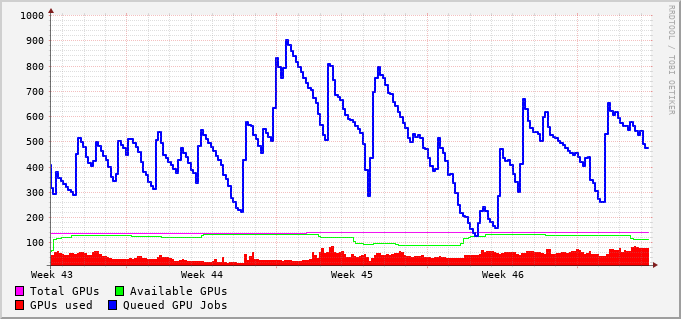 1000
900
800
700
600
500
400
300
200
100
Week 43 Week 44 Week 45 Week 46
Total GPUs Available GPUs
GPUs used Queued GPU Jobs
RRDTOOL / TOBI OETIKER